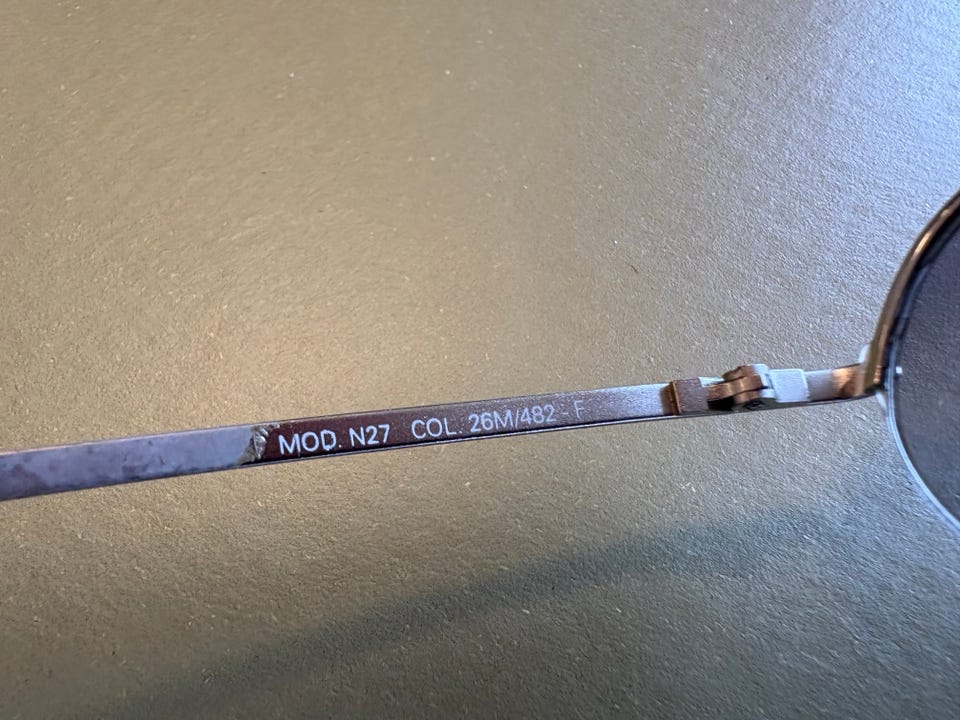 MOD. N27 COL. 26M/482 - F